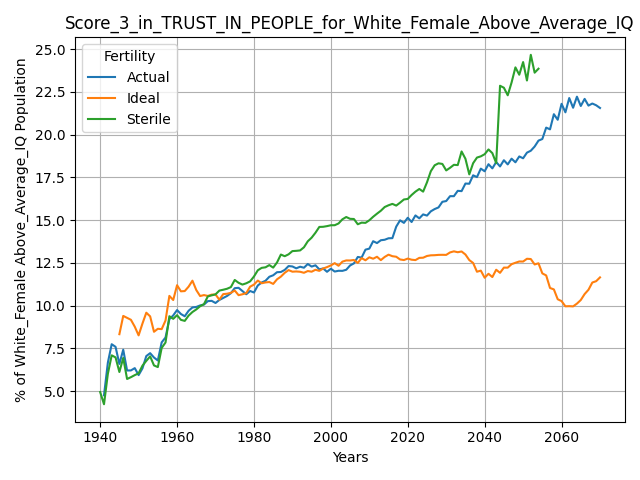 Score_3_in_TRUST_IN_PEOPLE_for_White_Female_Above_Average_IQ
Fertility
Actual
Ideal
Sterile
% of White_Female Above_Average_IQ Population
25.0
22.5
20.0
17.5
15.0
12.5
10.0
7.5
5.0
1940 1960 1980 2000 2020 2040 2060
Years